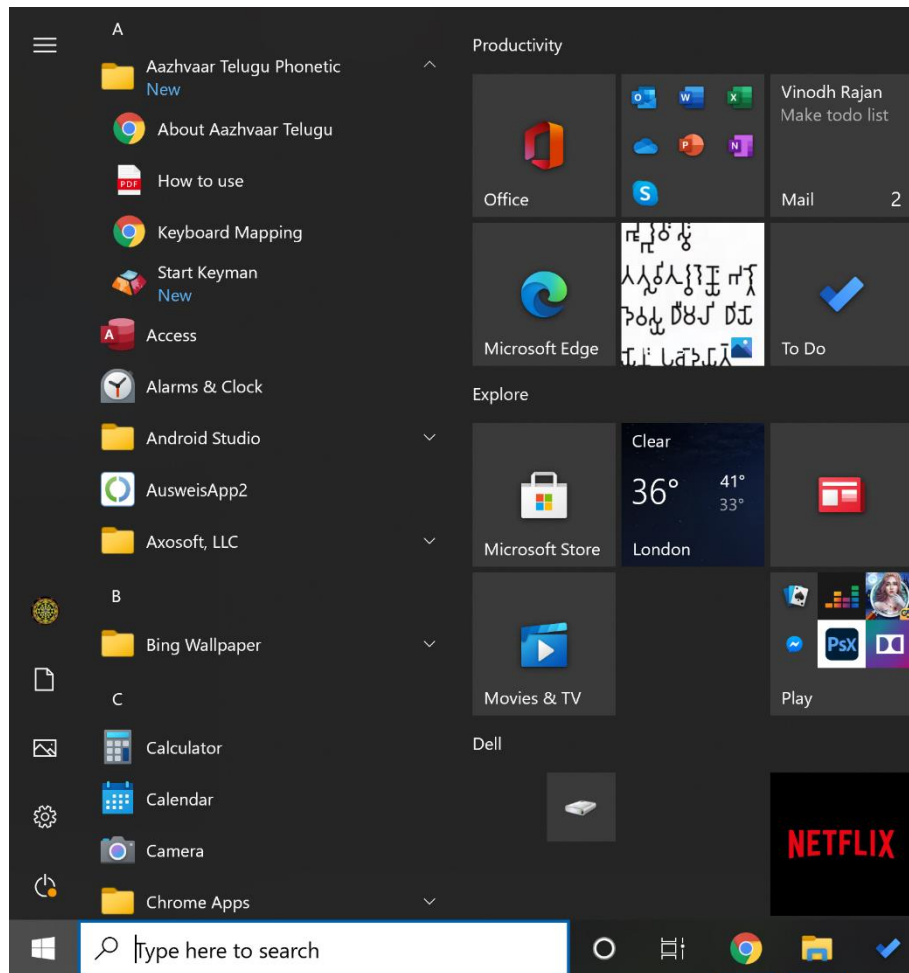 A
Aazhvaar Telugu Phonetic
New
About Aazhvaar Telugu
PDF
How to use
Keyboard Mapping
Start Keyman
New
A
Access
Alarms & Clock
Android Studio
AusweisApp2
Axosoft, LLC
B
Bing Wallpaper
C
Calculator
Calendar
Camera
Chrome Apps
Type here to search
Productivity
Office
O
W
X
P
N
S
Vinodh Rajan
Make todo list
Mail 2
Microsoft Edge
To Do
Explore
Microsoft Store
Clear
36° 41°
33°
London
Movies & TV
PsX
Play
Dell
NETFLIX